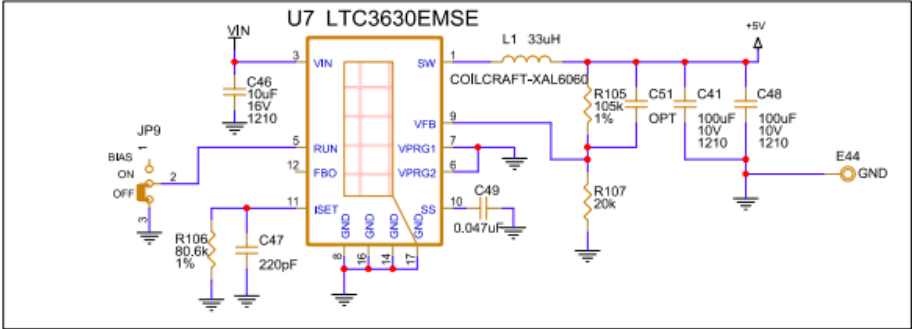 U7 LTC3630EMSE
VIN
3
VIN
SW
1
L1 33uH
+5V
COILCRAFT-XAL6060
C46
10uF
16V
1210
R105
105k
1%
C51
OPT
C41
100uF
10V
1210
C48
100uF
10V
1210
VFB
9
JP9
BIAS
1
ON
OFF
2
3
5
RUN
VPRG1
7
12
FBO
VPRG2
6
E44
GND
R107
20k
11
ISET
SS
10
C49
0.047uF
GND
GND
GND
GND
R106
80.6k
1%
C47
220pF
8
16
14
17